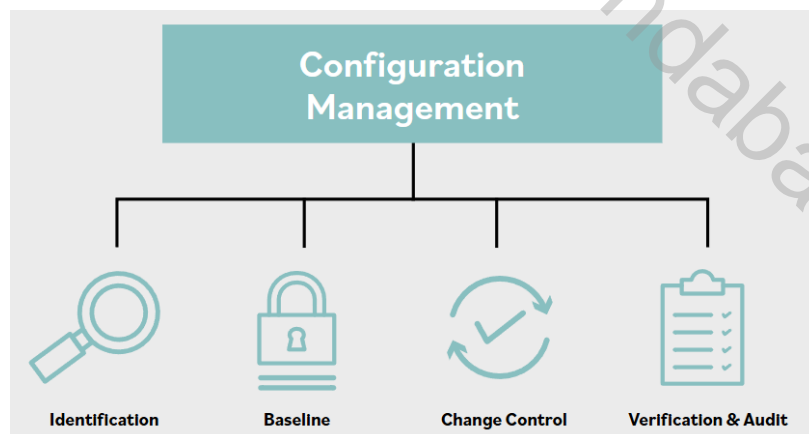 Configuration
Management
Identification
Baseline
Change Control
Verification & Audit